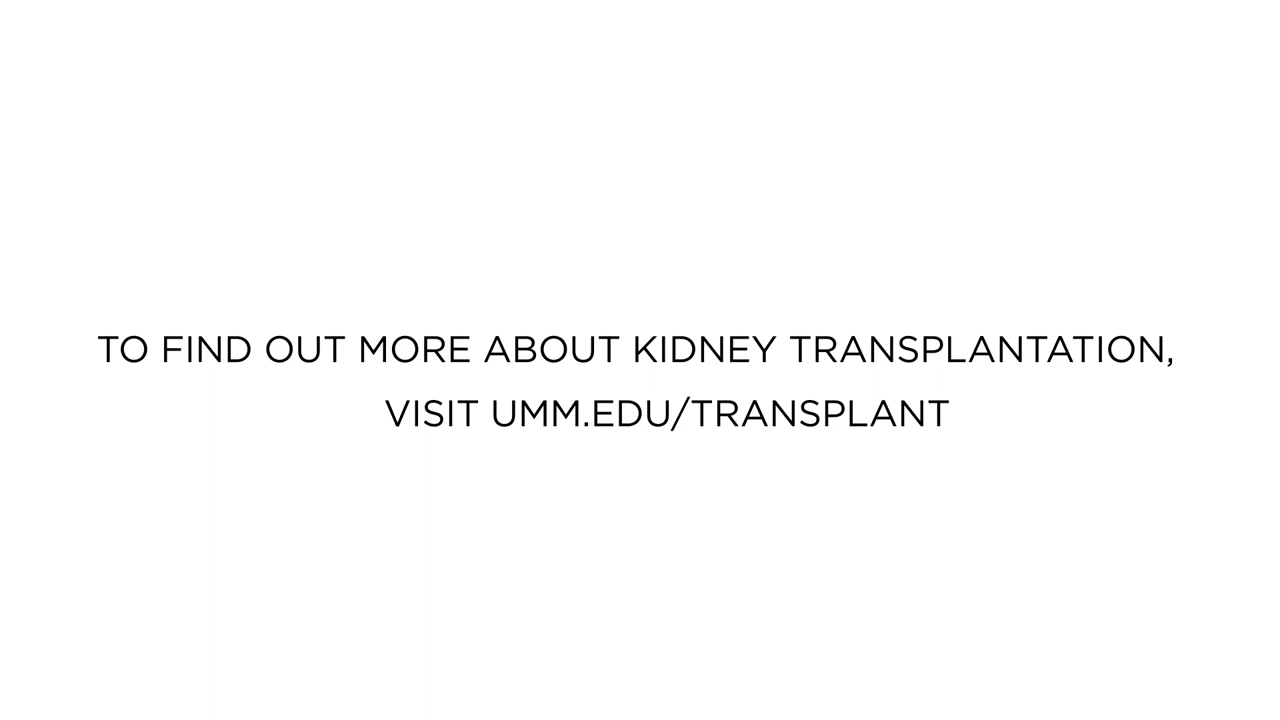 TO FIND OUT MORE ABOUT KIDNEY TRANSPLANTATION,
VISIT UMM.EDU/TRANSPLANT